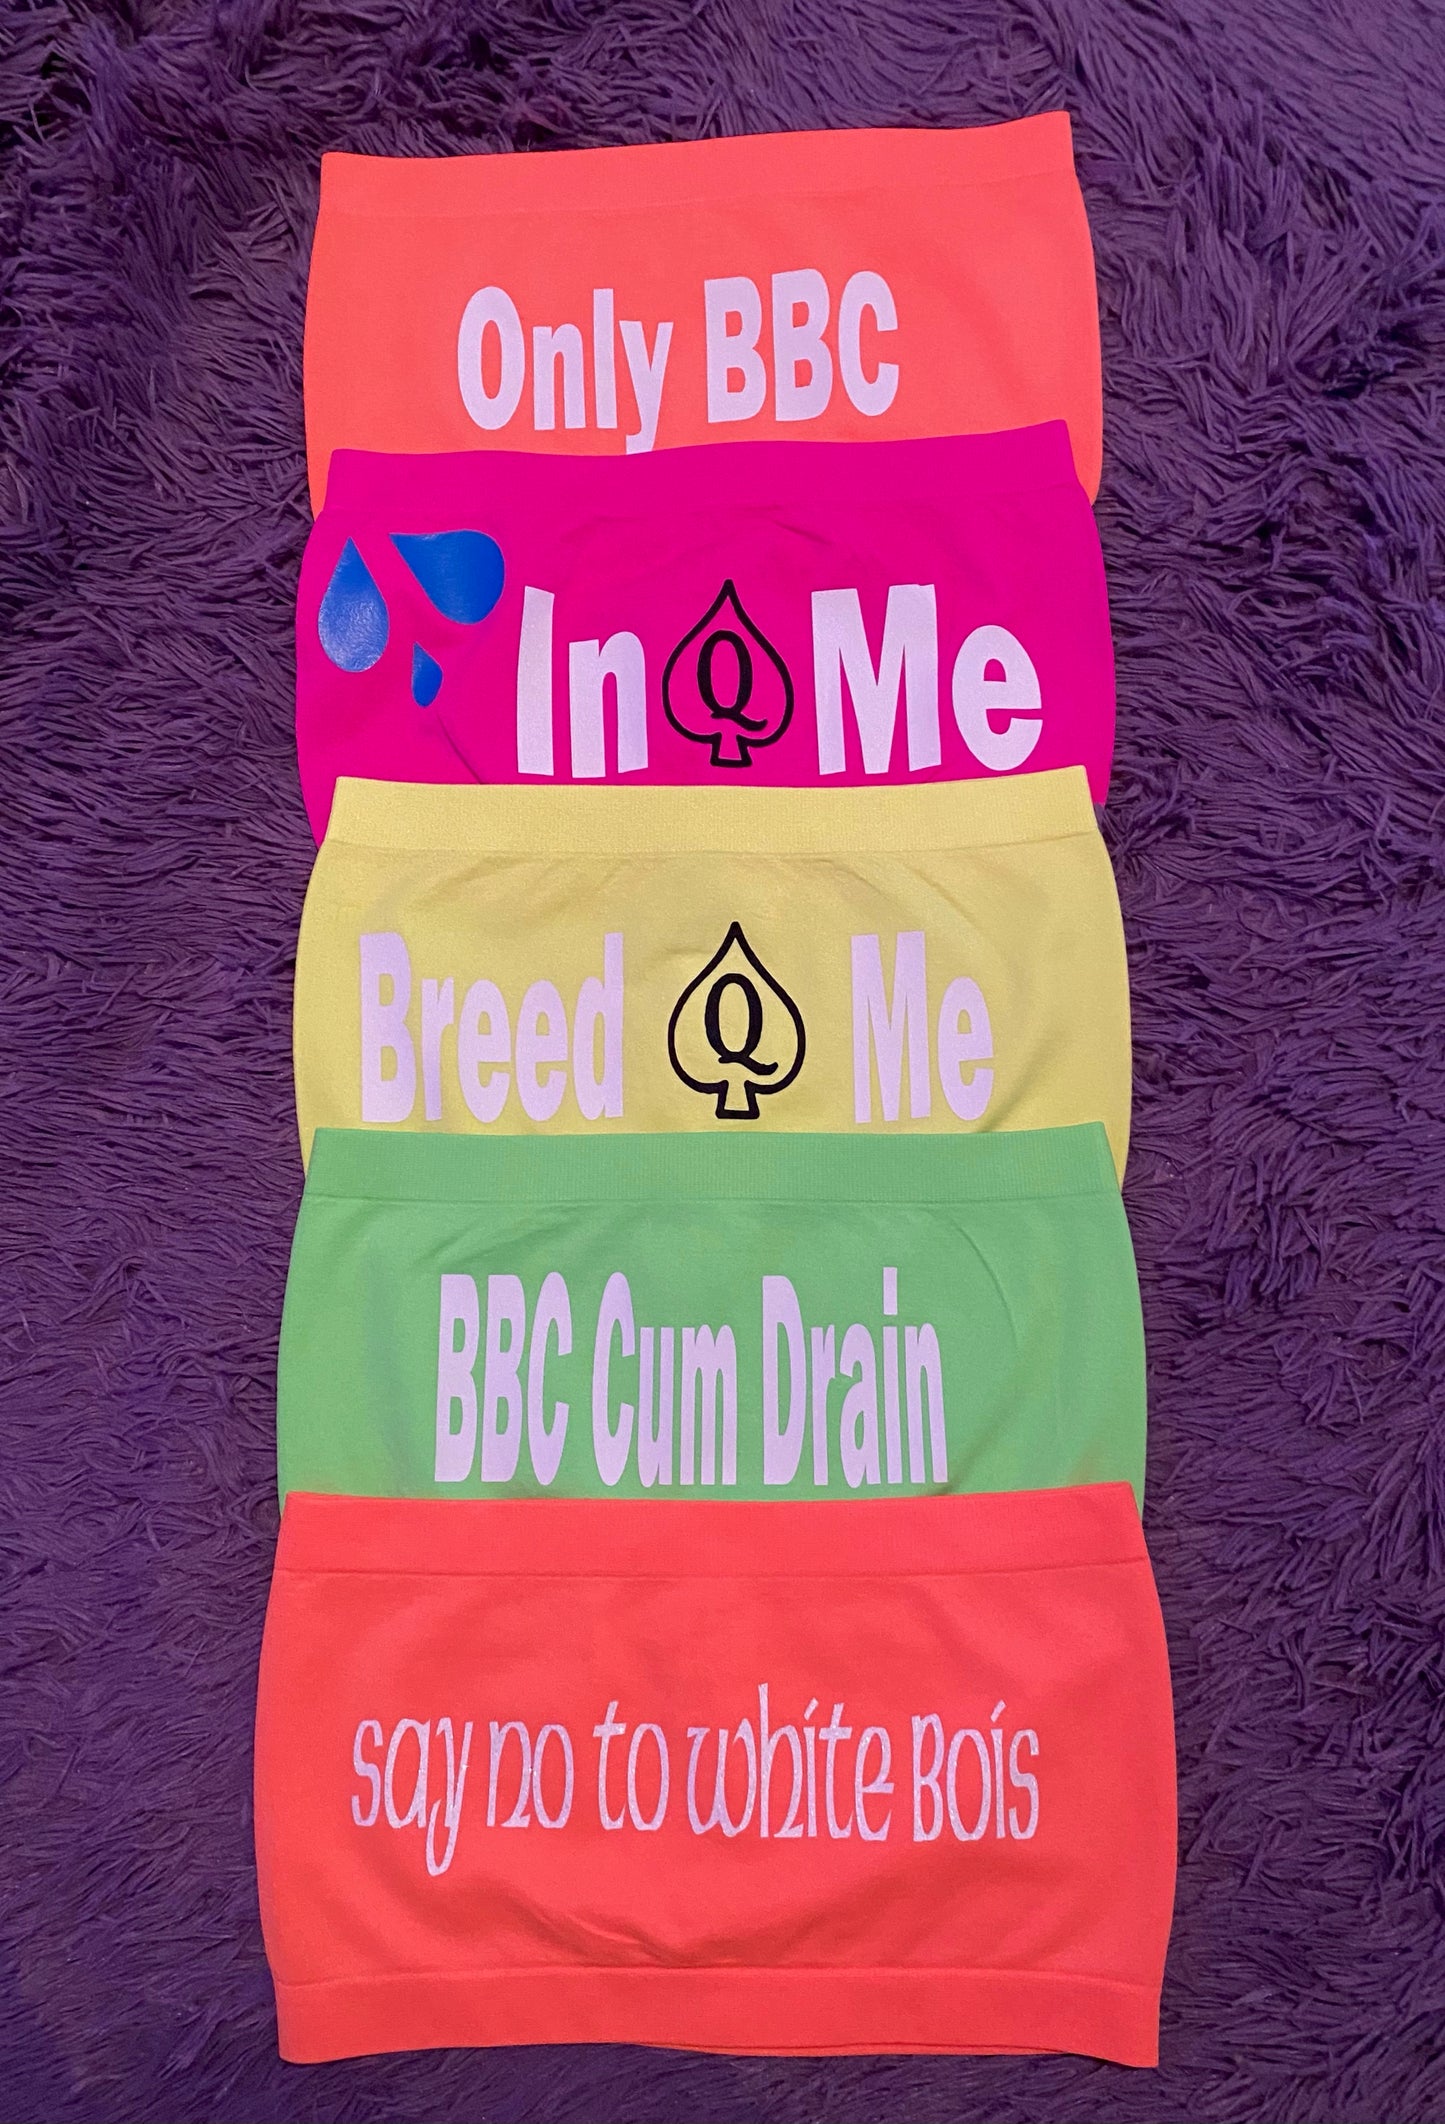 Only BBC
In Q Me
Breed Q Me
BBC Cum Drain
say no to white Bois